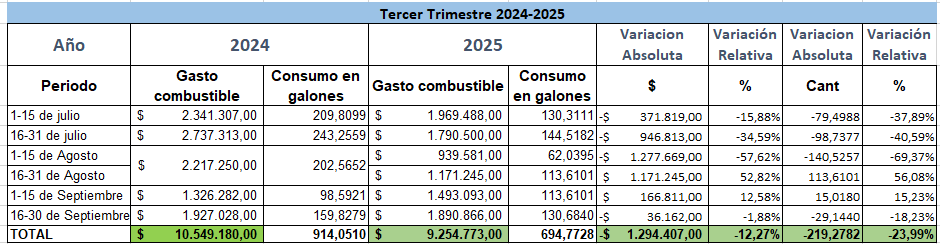 Tercer Trimestre 2024-2025
Año 2024 2025 Variacion Absoluta Variación Relativa Variacion Absoluta Variación Relativa
Periodo Gasto combustible Consumo en galones Gasto combustible Consumo en galones $ % Cant %
1-15 de julio $ 2.341.307,00 209,8099 $ 1.969.488,00 130,3111 -$ 371.819,00 -15,88% -79,4988 -37,89%
16-31 de julio $ 2.737.313,00 243,2559 $ 1.790.500,00 144,5182 -$ 946.813,00 -34,59% -98,7377 -40,59%
1-15 de Agosto $ 2.217.250,00 202,5652 $ 939.581,00 62,0395 -$ 1.277.669,00 -57,62% -140,5257 -69,37%
16-31 de Agosto $ 1.171.245,00 113,6101 $ 1.171.245,00 52,82% 113,6101 56,08%
1-15 de Septiembre $ 1.326.282,00 98,5921 $ 1.493.093,00 113,6101 $ 166.811,00 12,58% 15,0180 15,23%
16-30 de Septiembre $ 1.927.028,00 159,8279 $ 1.890.866,00 130,6840 -$ 36.162,00 -1,88% -29,1440 -18,23%
TOTAL $ 10.549.180,00 914,0510 $ 9.254.773,00 694,7728 -$ 1.294.407,00 -12,27% -219,2782 -23,99%